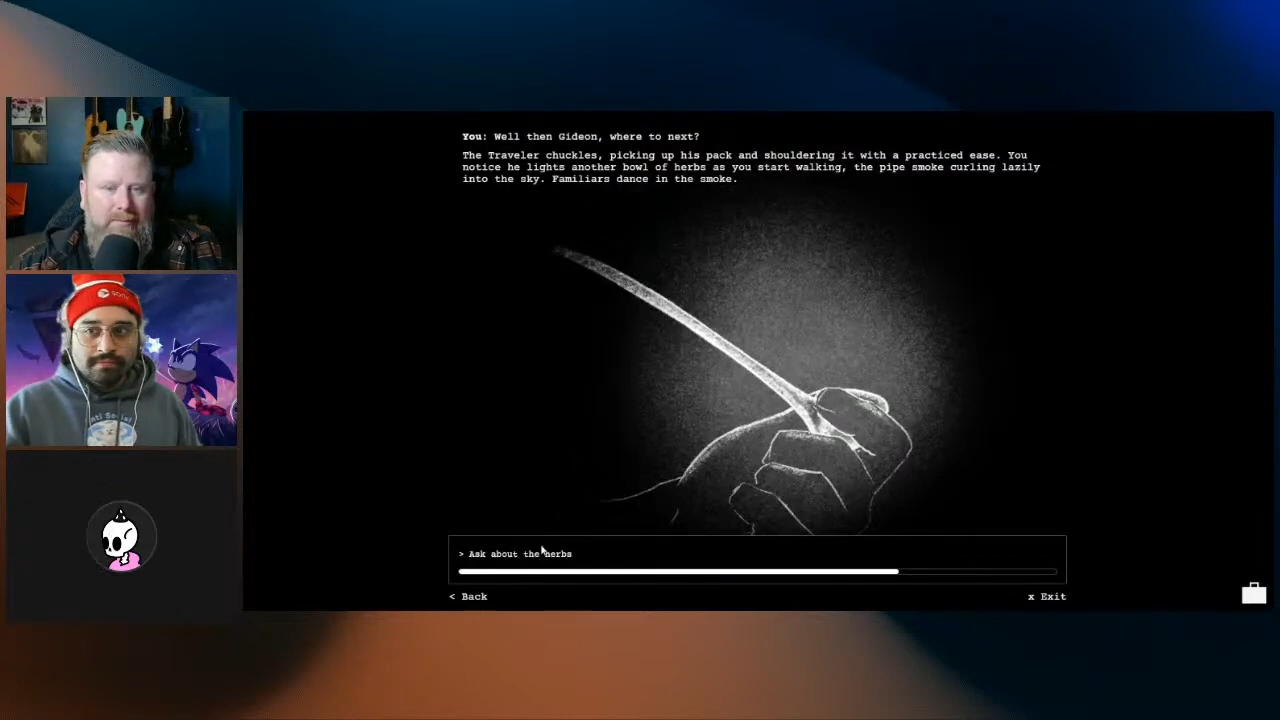 You: Well then Gideon, where to next?
The Traveler chuckles, picking up his pack and shouldering it with a practiced ease. You
notice he lights another bowl of herbs as you start walking, the pipe smoke curling lazily
into the sky. Familiars dance in the smoke.
> Ask about the herbs
< Back
x Exit